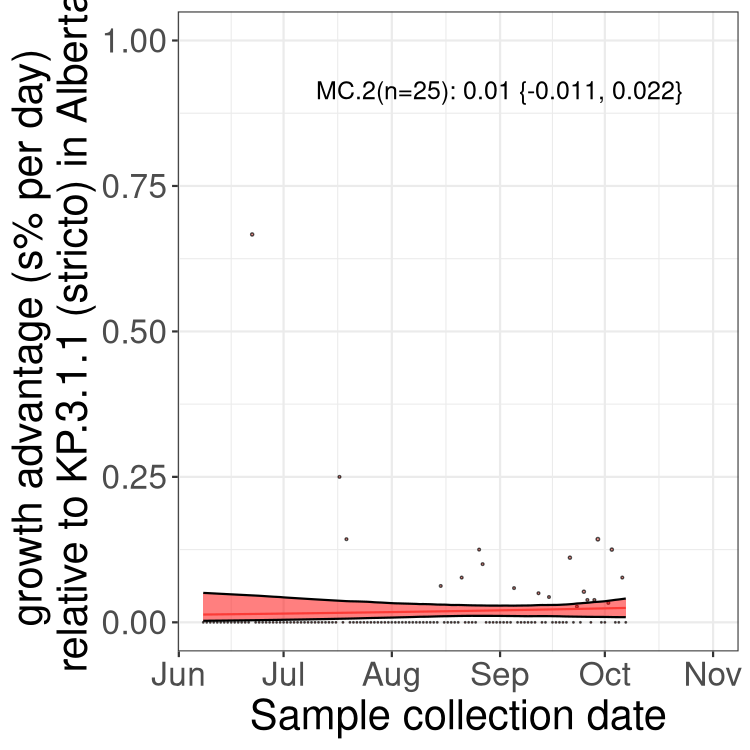 growth advantage (s% per day)
relative to KP.3.1.1 (stricto) in Alberta
1.00
0.75
0.50
0.25
0.00
MC.2(n=25): 0.01 {-0.011, 0.022}
Jun Jul Aug Sep Oct Nov
Sample collection date